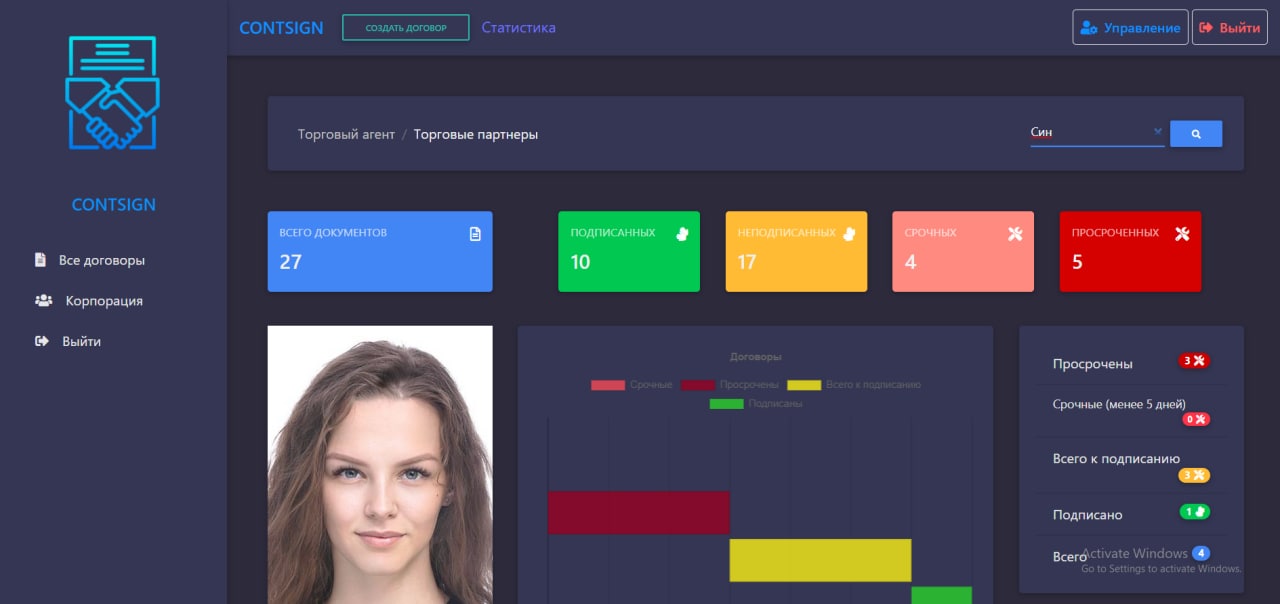 CONTSIGN
СОЗДАТЬ ДОГОВОР
Статистика
Управление
Выйти
CONTSIGN
Все договоры
Корпорация
Выйти
Торговый агент / Торговые партнеры
Син
ВСЕГО ДОКУМЕНТОВ
27
ПОДПИСАННЫХ
10
НЕПОДПИСАННЫХ
17
СРОЧНЫХ
4
ПРОСРОЧЕННЫХ
5
Договоры
Срочные Просрочены Всего к подписанию
Подписаны
Просрочены 3
Срочные (менее 5 дней)
0
Всего к подписанию
3
Подписано 1
Всего 4
Activate Windows
Go to Settings to activate Windows.